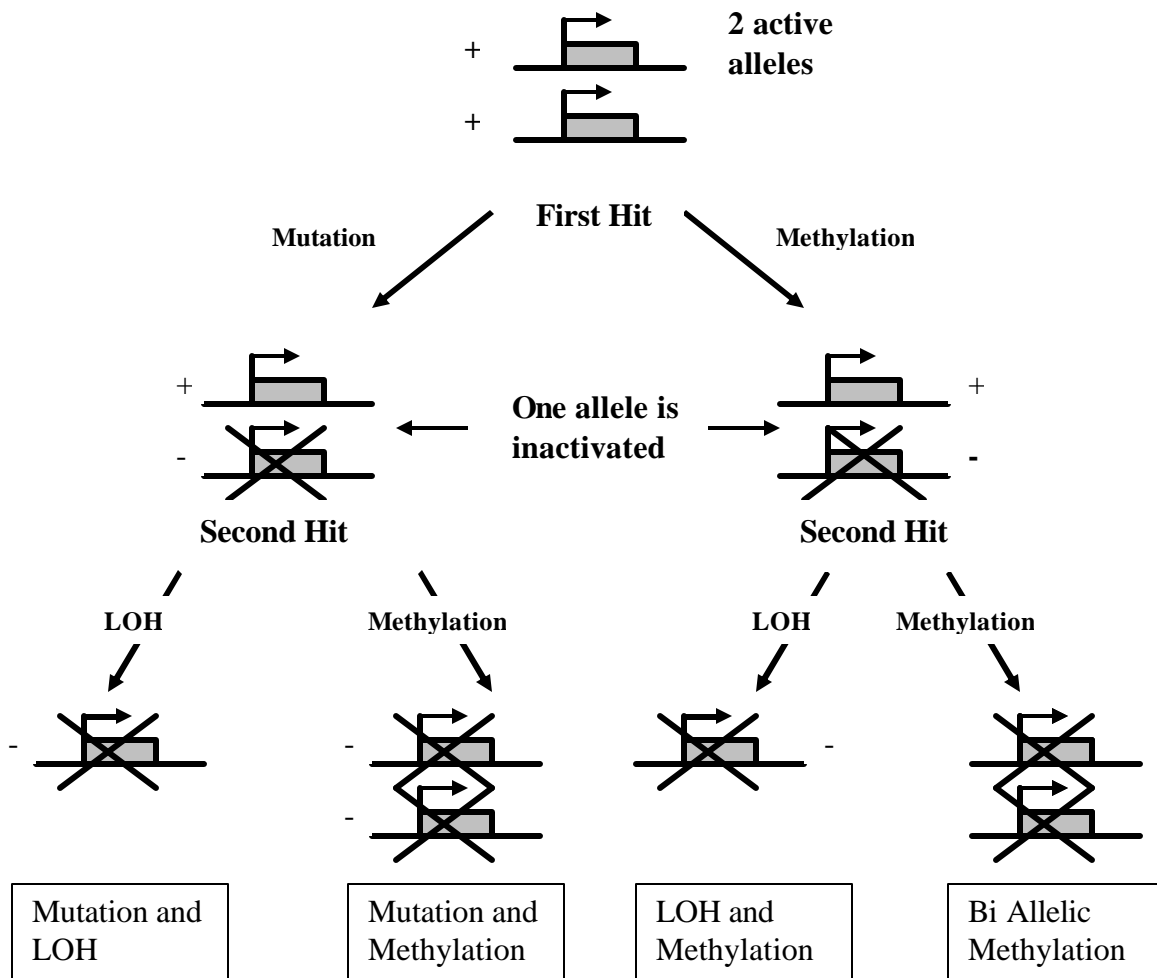 2 active
alleles
+
+
First Hit
Mutation
Methylation
+
-
One allele is
inactivated
+
-
Second Hit
Second Hit
LOH
Methylation
LOH
Methylation
-
-
-
-
Mutation and
LOH
Mutation and
Methylation
LOH and
Methylation
Bi Allelic
Methylation